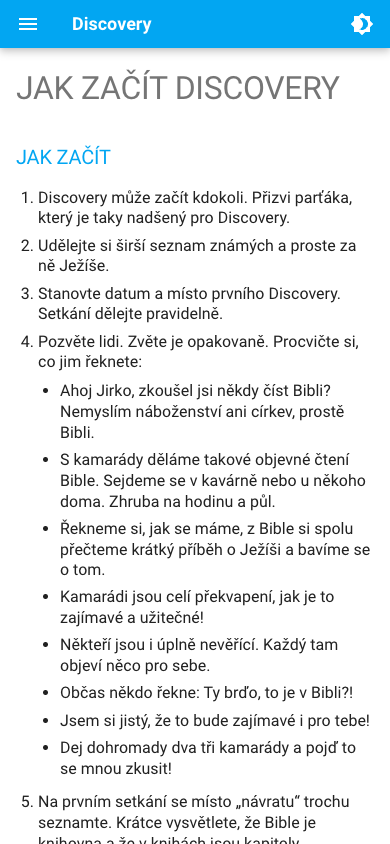 Discovery
JAK ZAČÍT DISCOVERY
JAK ZAČÍT
1. Discovery může začít kdokoli. Přizvi parťáka,
který je taky nadšený pro Discovery.
2. Udělejte si širší seznam známých a proste za
ně Ježíše.
3. Stanovte datum a místo prvního Discovery.
Setkání dělejte pravidelně.
4. Pozvěte lidi. Zvěte je opakovaně. Procvičte si,
co jim řeknete:
• Ahoj Jirko, zkoušel jsi někdy číst Bibli?
Nemyslím náboženství ani církev, prostě
Bibli.
• S kamarády děláme takové objevné čtení
Bible. Sejdeme se v kavárně nebo u někoho
doma. Zhruba na hodinu a půl.
• Řekneme si, jak se máme, z Bible si spolu
přečteme krátký příběh o Ježíši a bavíme se
o tom.
• Kamarádi jsou celí překvapení, jak je to
zajímavé a užitečné!
• Někteří jsou i úplně nevěřící. Každý tam
objeví něco pro sebe.
• Občas někdo řekne: Ty brďo, to je v Bibli?!
• Jsem si jistý, že to bude zajímavé i pro tebe!
• Dej dohromady dva tři kamarády a pojď to
se mnou zkusit!
5. Na prvním setkání se místo „návratu“ trochu
seznamte. Krátce vysvětlete, že Bible je
knihovna a že v knihách jsou kapitoly